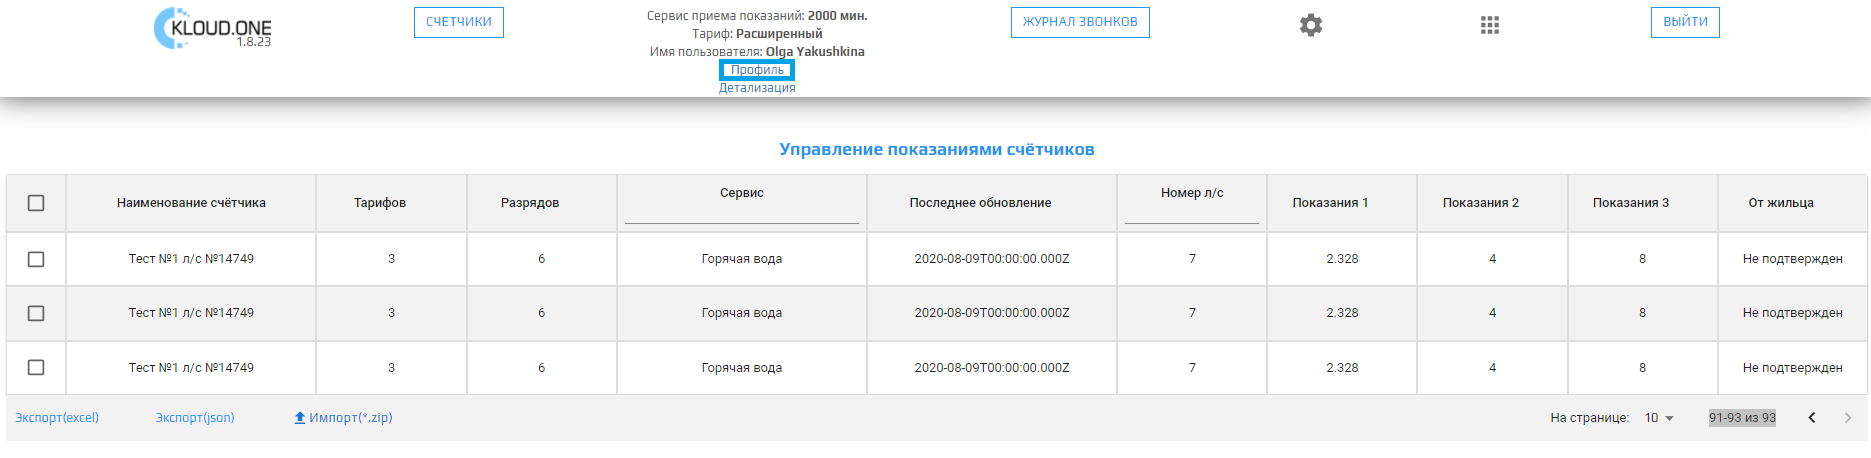 KLOUD.ONE
1.8.23
СЧЕТЧИКИ
Сервис приема показаний: 2000 мин.
Тариф: Расширенный
Имя пользователя: Olga Yakushkina
Профиль
Детализация
ЖУРНАЛ ЗВОНКОВ
ВЫЙТИ
Управление показаниями счётчиков
Наименование счётчика Тарифов Разрядов Сервис Последнее обновление Номер л/с Показания 1 Показания 2 Показания 3 От жильца
Тест №1 л/с №14749 3 6 Горячая вода 2020-08-09T00:00:00.000Z 7 2.328 4 8 Не подтвержден
Тест №1 л/с №14749 3 6 Горячая вода 2020-08-09T00:00:00.000Z 7 2.328 4 8 Не подтвержден
Тест №1 л/с №14749 3 6 Горячая вода 2020-08-09T00:00:00.000Z 7 2.328 4 8 Не подтвержден
Экспорт(excel) Экспорт(json) Импорт(*.zip) На странице: 10 91-93 из 93